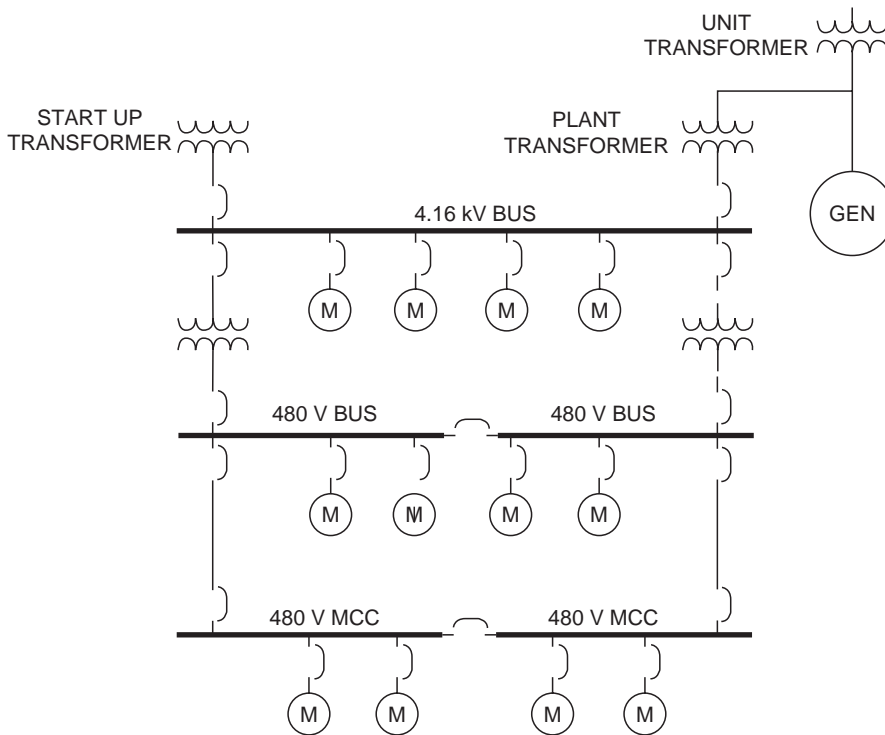 UNIT
TRANSFORMER
START UP
TRANSFORMER
PLANT
TRANSFORMER
GEN
4.16 kV BUS
M
M
M
M
480 V BUS
480 V BUS
M
M
M
M
480 V MCC
480 V MCC
M
M
M
M